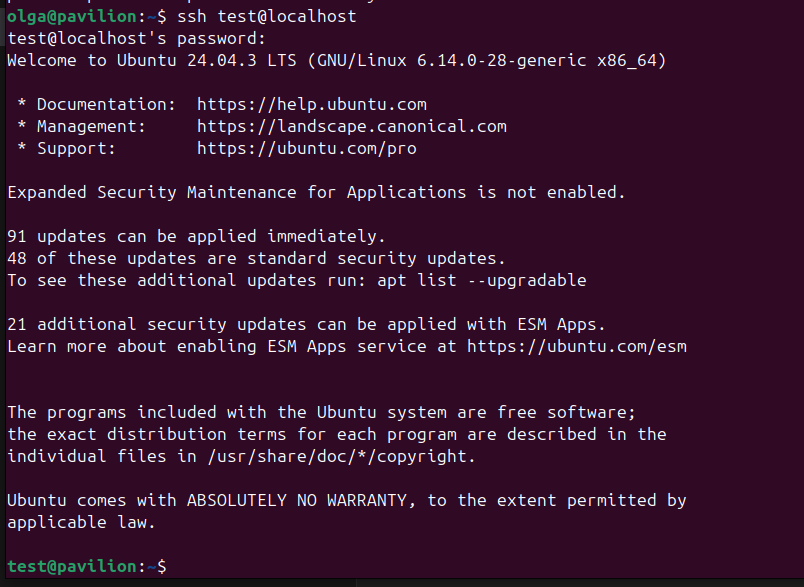 olga@pavilion:~$ ssh test@localhost
test@localhost's password:
Welcome to Ubuntu 24.04.3 LTS (GNU/Linux 6.14.0-28-generic x86_64)
* Documentation:  https://help.ubuntu.com
* Management:     https://landscape.canonical.com
* Support:        https://ubuntu.com/pro
Expanded Security Maintenance for Applications is not enabled.
91 updates can be applied immediately.
48 of these updates are standard security updates.
To see these additional updates run: apt list --upgradable
21 additional security updates can be applied with ESM Apps.
Learn more about enabling ESM Apps service at https://ubuntu.com/esm
The programs included with the Ubuntu system are free software;
the exact distribution terms for each program are described in the
individual files in /usr/share/doc/*/copyright.
Ubuntu comes with ABSOLUTELY NO WARRANTY, to the extent permitted by
applicable law.
test@pavilion:~$